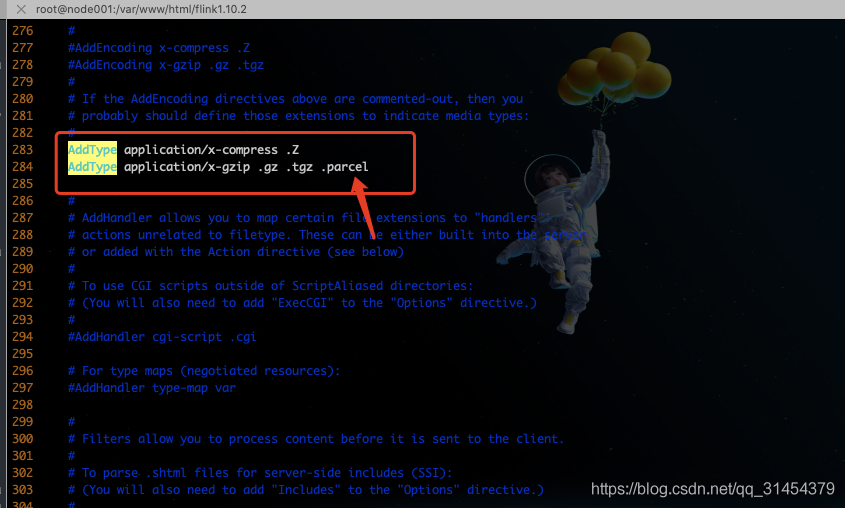 root@node001:/var/www/html/flink1.10.2
276 #
277 #AddEncoding x-compress .Z
278 #AddEncoding x-gzip .gz .tgz
279 #
280 # If the AddEncoding directives above are commented-out, then you
281 # probably should define those extensions to indicate media types:
282 #
283 AddType application/x-compress .Z
284 AddType application/x-gzip .gz .tgz .parcel
285
286 #
287 # AddHandler allows you to map certain file extensions to "handlers":
288 # actions unrelated to filetype. These can be either built into the server
289 # or added with the Action directive (see below)
290 #
291 # To use CGI scripts outside of ScriptAliased directories:
292 # (You will also need to add "ExecCGI" to the "Options" directive.)
293 #
294 #AddHandler cgi-script .cgi
295
296 # For type maps (negotiated resources):
297 #AddHandler type-map var
298
299 #
300 # Filters allow you to process content before it is sent to the client.
301 #
302 # To parse .shtml files for server-side includes (SSI):
303 # (You will also need to add "Includes" to the "Options" directive.)
304 #
https://blog.csdn.net/qq_31454379